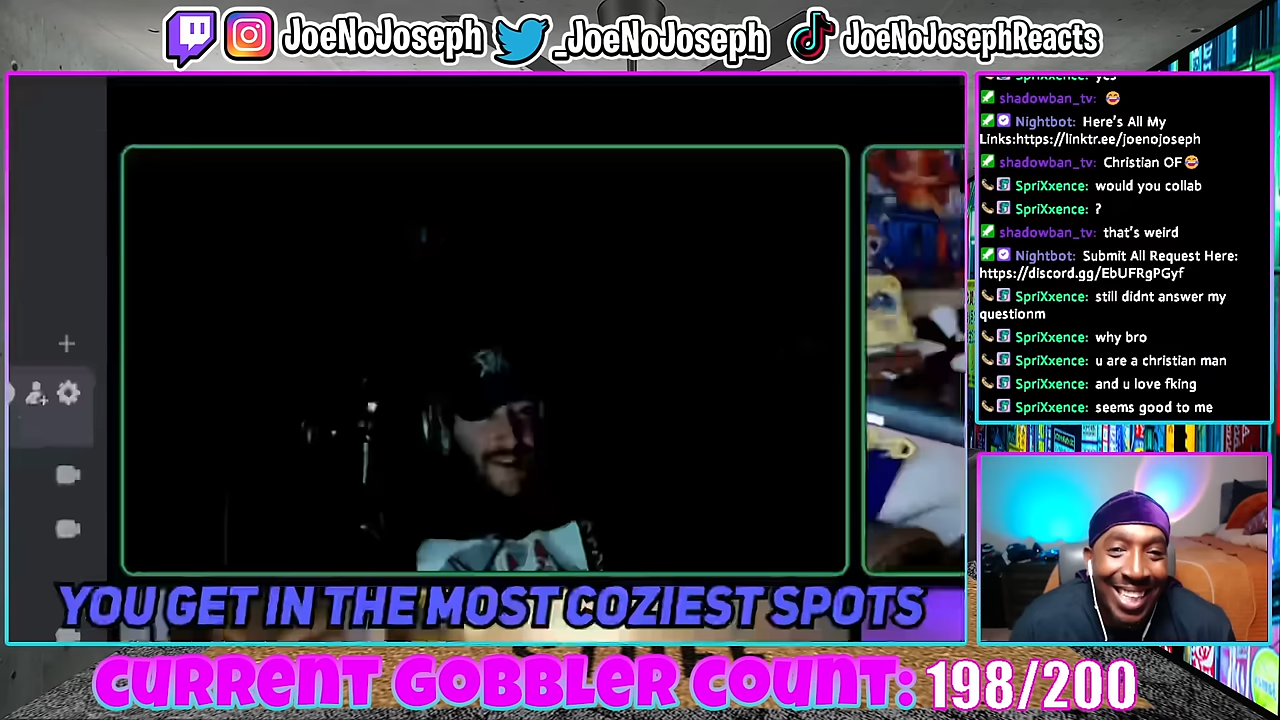 JoeNoJoseph _JoeNoJoseph JoeNoJosephReacts
SpriXxence: yes
shadowban_tv: 😂
Nightbot: Here's All My
Links:https://linktr.ee/joenojoseph
shadowban_tv: Christian OF😂
SpriXxence: would you collab
SpriXxence: ?
shadowban_tv: that's weird
Nightbot: Submit All Request Here:
https://discord.gg/EbUFRgPGyf
SpriXxence: still didnt answer my
questionm
SpriXxence: why bro
SpriXxence: u are a christian man
SpriXxence: and u love fking
SpriXxence: seems good to me
YOU GET IN THE MOST COZIEST SPOTS
CURRENT GOBBLER COUNT: 198/200